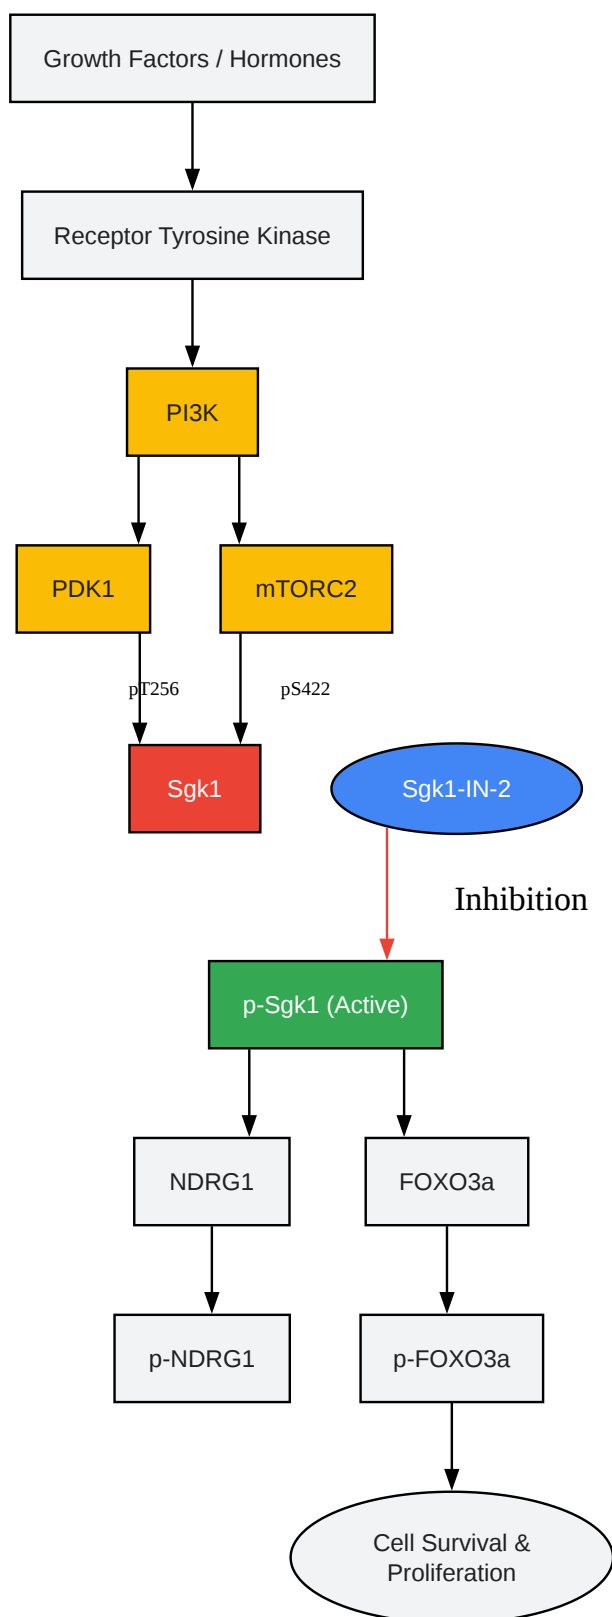 Growth Factors / Hormones
Receptor Tyrosine Kinase
PI3K
PDK1
mTORC2
pT256
pS422
Sgk1
Sgk1-IN-2
Inhibition
p-Sgk1 (Active)
NDRG1
FOXO3a
p-NDRG1
p-FOXO3a
Cell Survival &
Proliferation